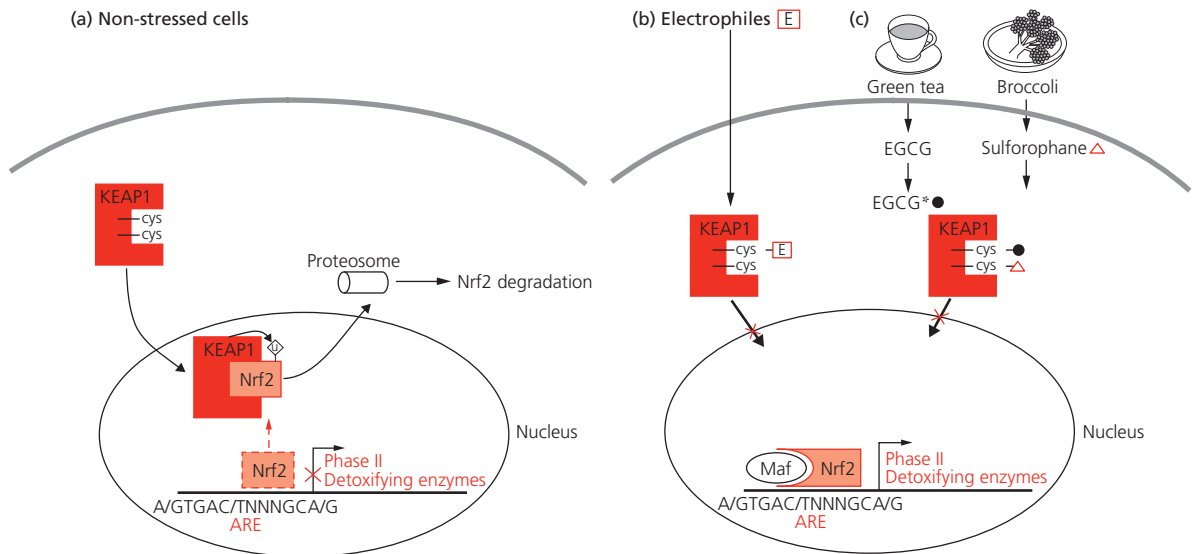 (a) Non-stressed cells
KEAP1
cys
cys
Proteosome
Nrf2 degradation
KEAP1
U
Nrf2
Nucleus
Nrf2
Phase II
Detoxifying enzymes
A/GTGAC/TNNNGCA/G
ARE
(b) Electrophiles E
(c)
Green tea
Broccoli
EGCG
Sulforophane
EGCG*
KEAP1
cys E
cys
KEAP1
cys
cys
Nucleus
Maf
Nrf2
Phase II
Detoxifying enzymes
A/GTGAC/TNNNGCA/G
ARE